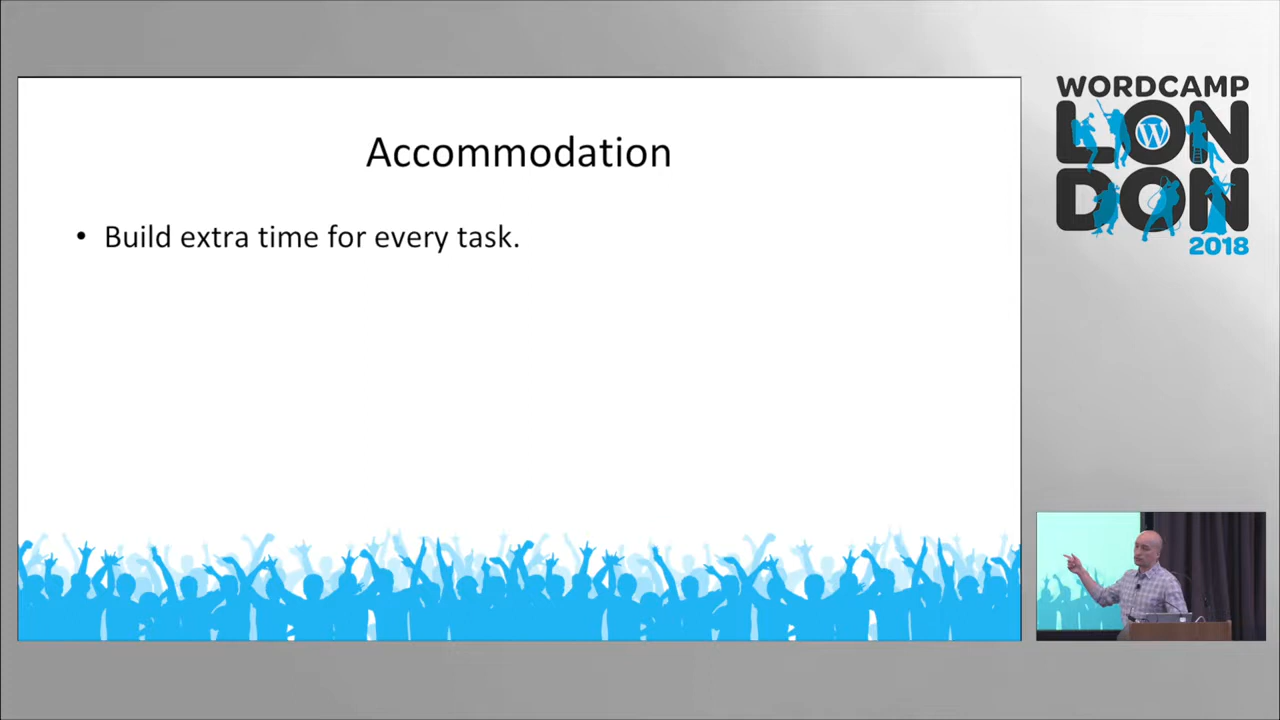 Accommodation
• Build extra time for every task.
WORDCAMP
LON
DON
2018